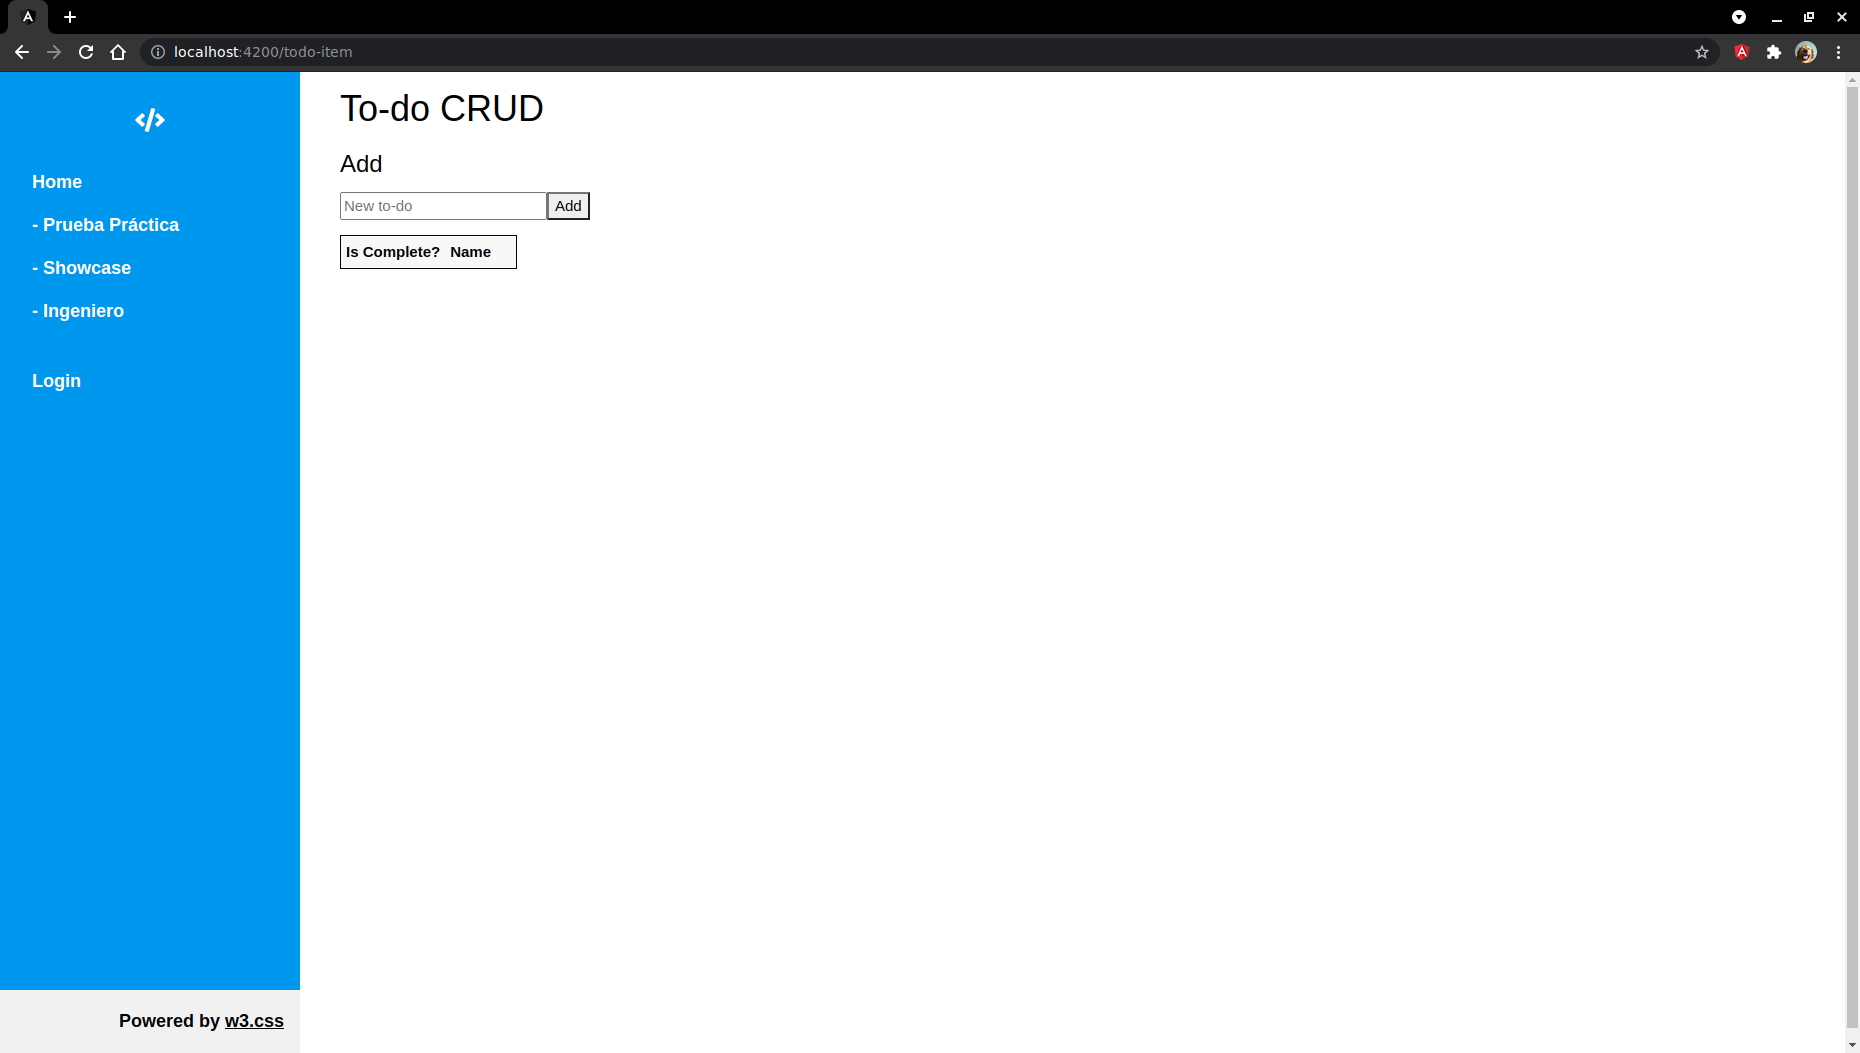 localhost:4200/todo-item
Home
- Prueba Práctica
- Showcase
- Ingeniero
Login
Powered by w3.css
To-do CRUD
Add
New to-do Add
Is Complete? Name